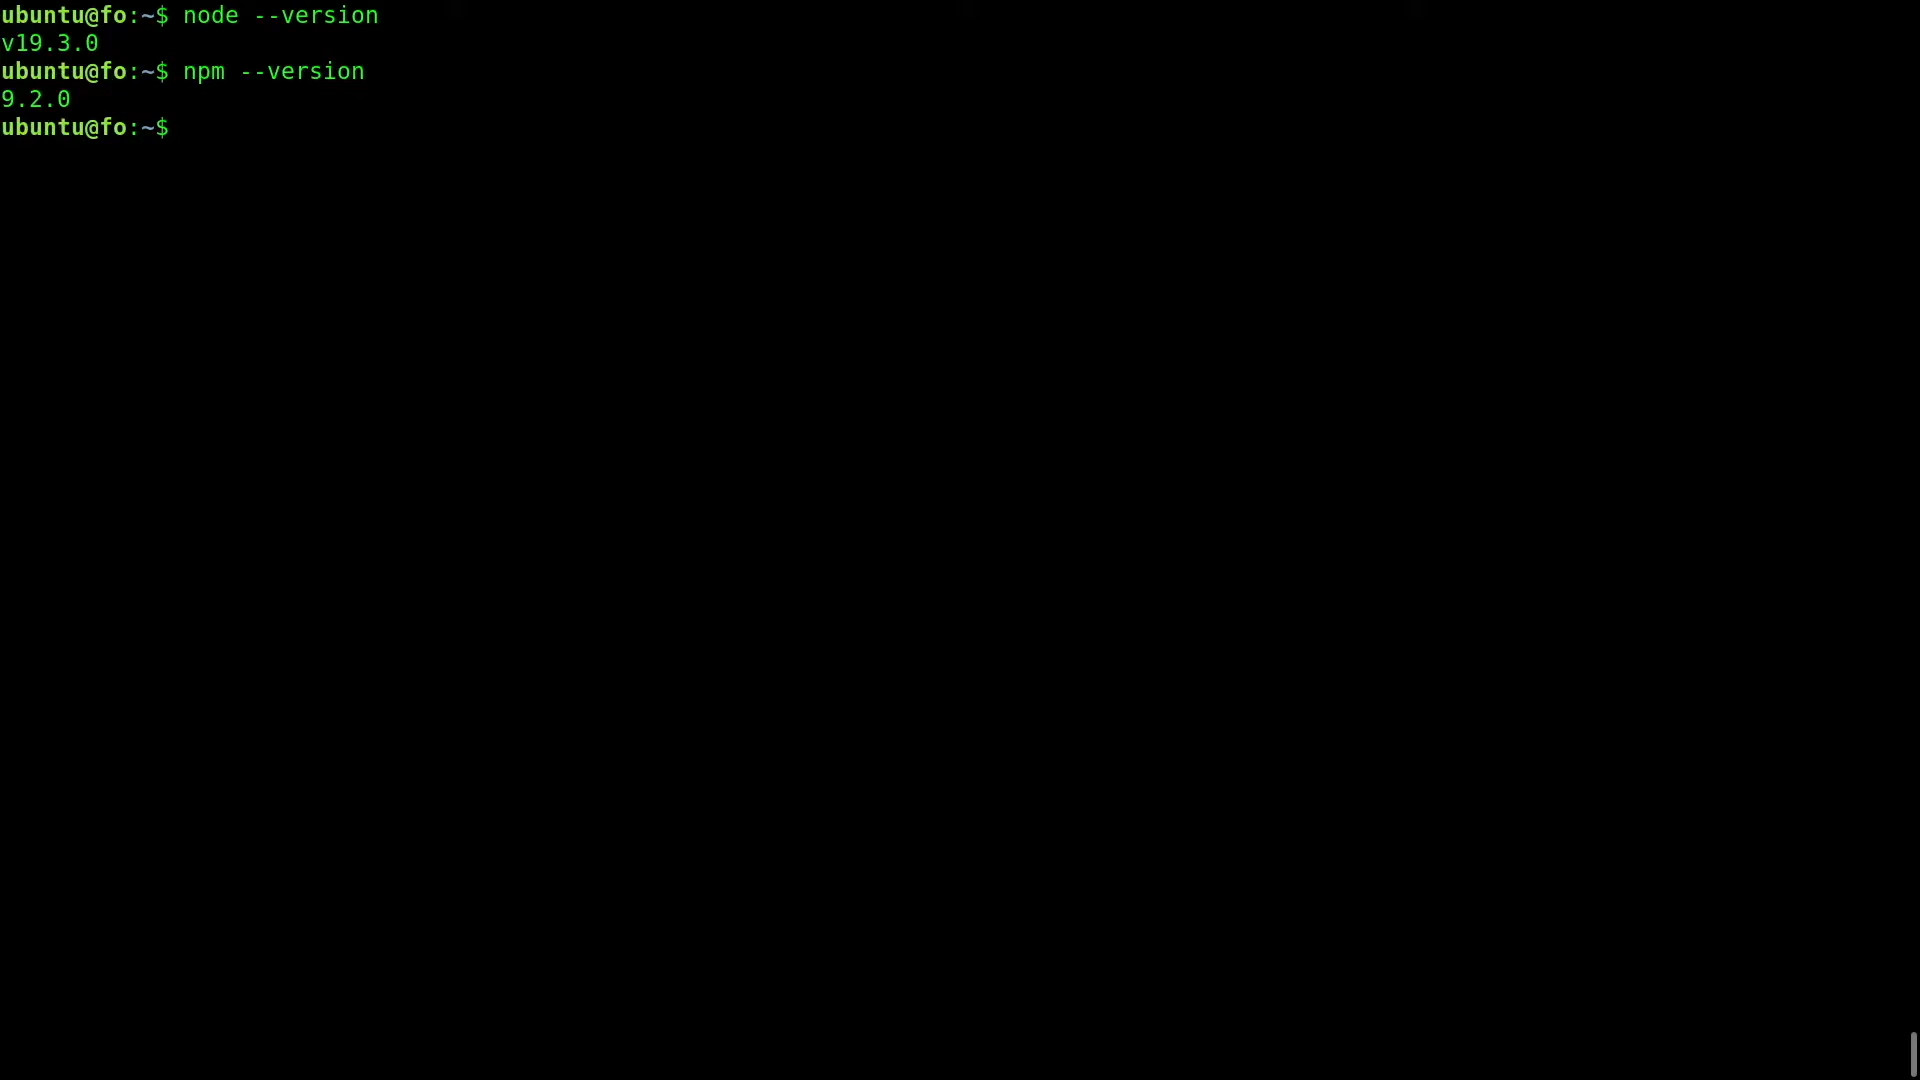 ubuntu@fo:~$ node --version
v19.3.0
ubuntu@fo:~$ npm --version
9.2.0
ubuntu@fo:~$